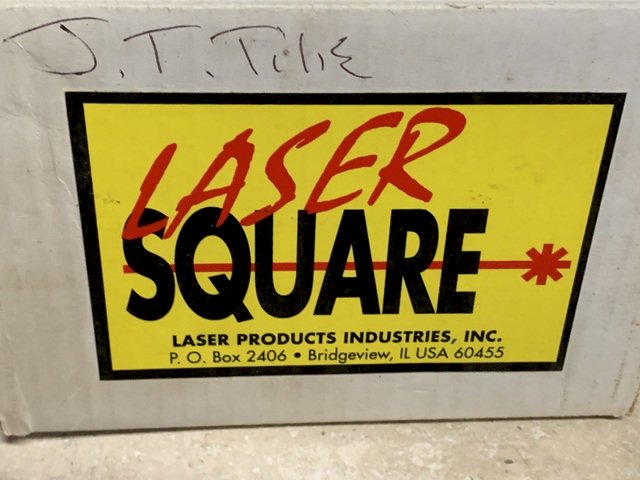 J.T. Tile
LASER
SQUARE
LASER PRODUCTS INDUSTRIES, INC.
P. O. Box 2406 • Bridgeview, IL USA 60455